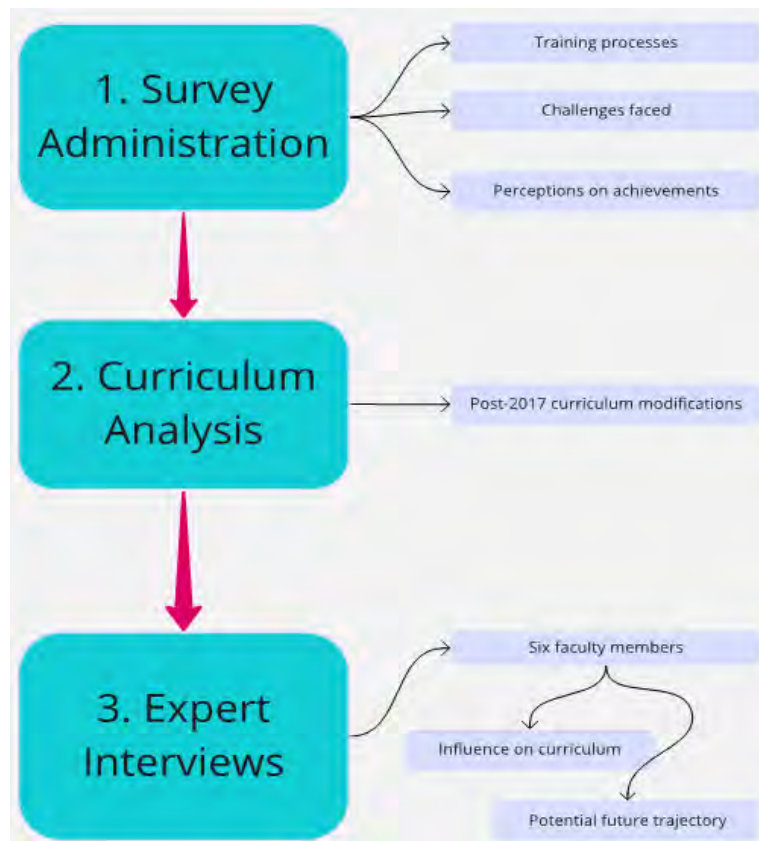 1. Survey
Administration
Training processes
Challenges faced
Perceptions on achievements
2. Curriculum
Analysis
Post-2017 curriculum modifications
3. Expert
Interviews
Six faculty members
Influence on curriculum
Potential future trajectory